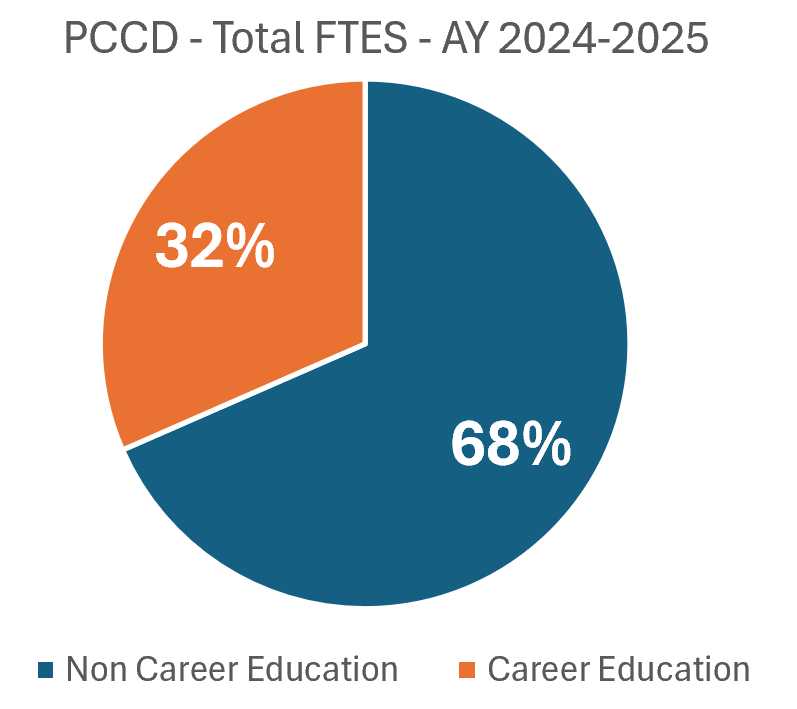 PCCD - Total FTES - AY 2024-2025
32%
68%
Non Career Education
Career Education